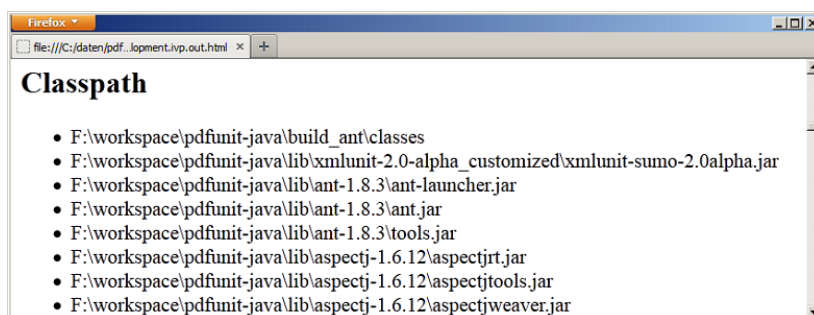 Firefox
file:///C:/daten/pdf...lopment.ivp.out.html
Classpath
F:\workspace\pdfunit-java\build_ant\classes
F:\workspace\pdfunit-java\lib\xmlunit-2.0-alpha_customized\xmlunit-sumo-2.0alpha.jar
F:\workspace\pdfunit-java\lib\ant-1.8.3\ant-launcher.jar
F:\workspace\pdfunit-java\lib\ant-1.8.3\ant.jar
F:\workspace\pdfunit-java\lib\ant-1.8.3\tools.jar
F:\workspace\pdfunit-java\lib\aspectj-1.6.12\aspectjrt.jar
F:\workspace\pdfunit-java\lib\aspectj-1.6.12\aspectjtools.jar
F:\workspace\pdfunit-java\lib\aspectj-1.6.12\aspectjweaver.jar